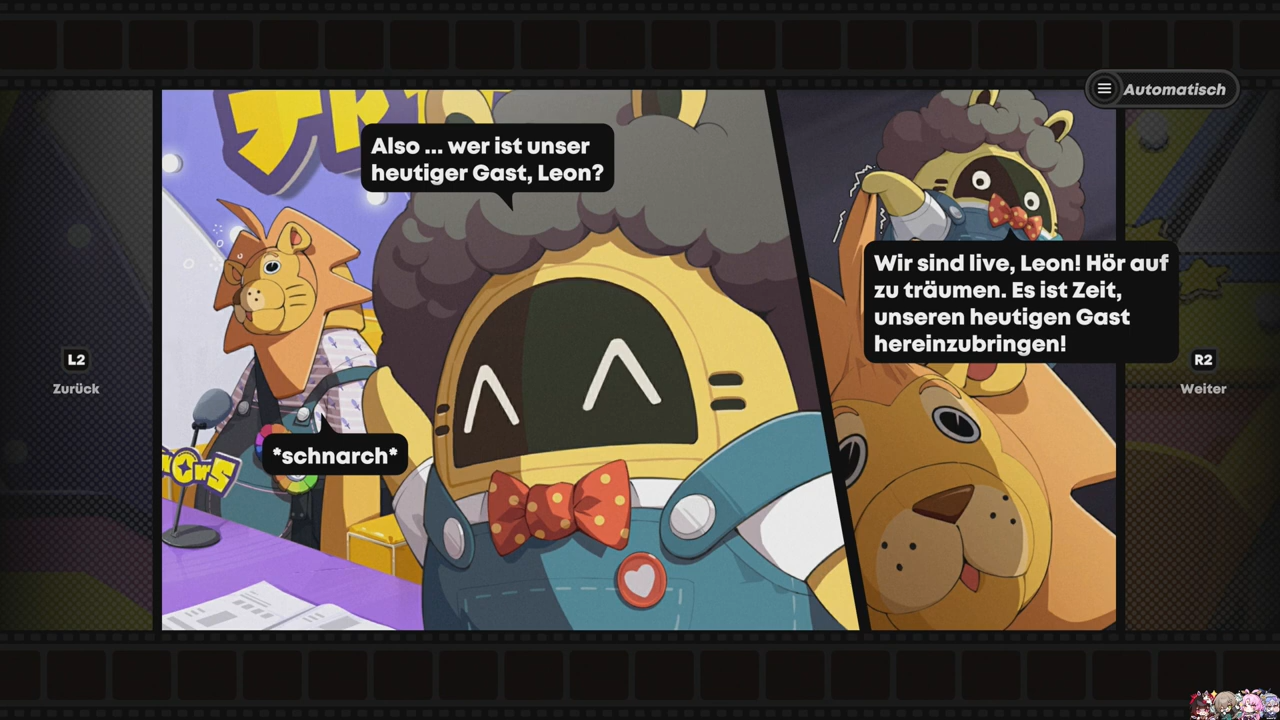 Automatisch
Also ... wer ist unser
heutiger Gast, Leon?
*schnarch*
Wir sind live, Leon! Hör auf
zu träumen. Es ist Zeit,
unseren heutigen Gast
hereinzubringen!
L2
Zurück
R2
Weiter